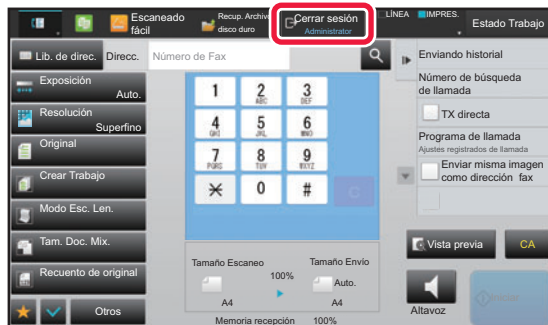 Escaneado
fácil
Recup. Archivo
disco duro
Cerrar sesión
Administrator
LÍNEA
IMPRES.
Estado Trabajo
Lib. de direc.
Direcc.
Número de Fax
Exposición
Auto.
Resolución
Superfino
Original
Crear Trabajo
Modo Esc. Len.
Tam. Doc. Mix.
Recuento de original
Otros
1
2
ABC
3
DEF
4
GHI
5
JKL
6
MNO
7
PQRS
8
TUV
9
WXYZ
0
#
C
Tamaño Escaneo
100%
Tamaño Envío
Auto.
A4
A4
Memoria recepción 100%
Enviando historial
Número de búsqueda
de llamada
TX directa
Programa de llamada
Ajustes registrados de llamada
Enviar misma imagen
como dirección fax
Vista previa
CA
Altavoz